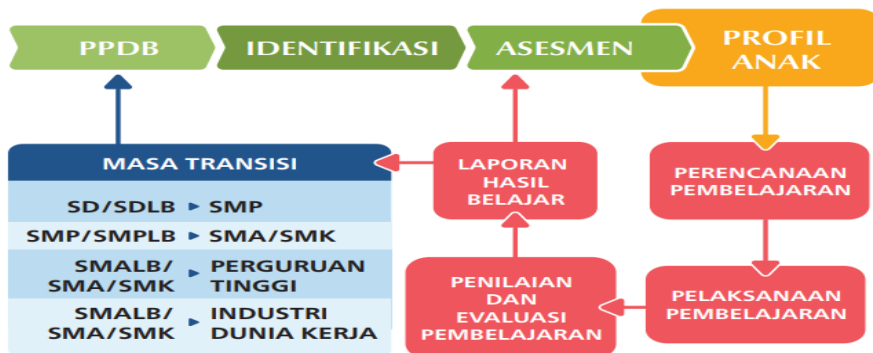 PPDB
IDENTIFIKASI
ASESMEN
PROFIL
ANAK
MASA TRANSISI
SD/SDLB ► SMP
SMP/SMPLB ► SMA/SMK
SMALB/
SMA/SMK ► PERGURUAN
TINGGI
SMALB/
SMA/SMK ► INDUSTRI
DUNIA KERJA
LAPORAN
HASIL
BELAJAR
PERENCANAAN
PEMBELAJARAN
PENILAIAN
DAN
EVALUASI
PEMBELAJARAN
PELAKSANAAN
PEMBELAJARAN